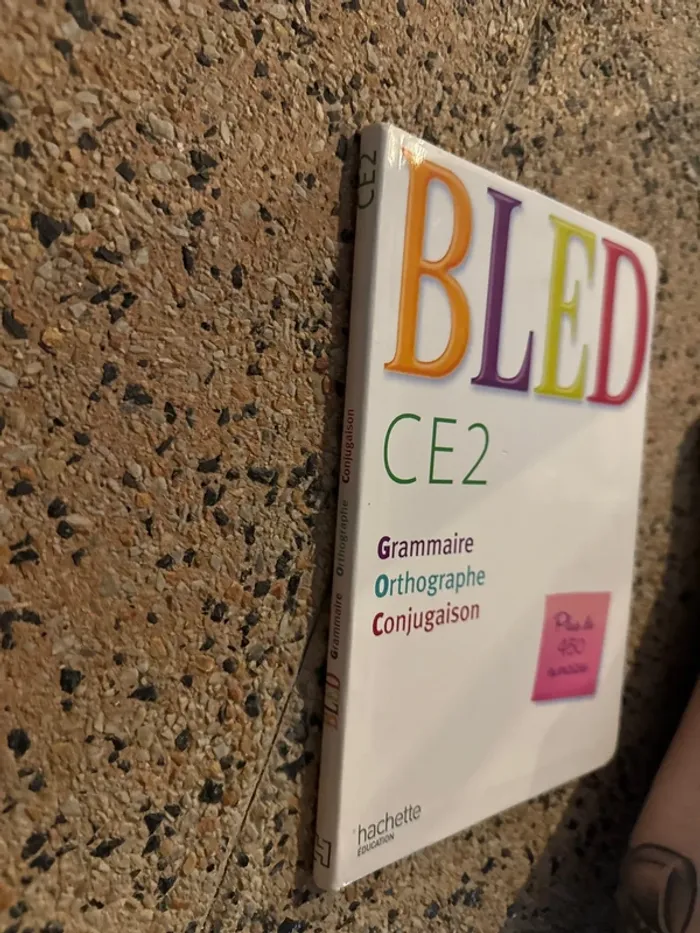 BLED
CE2
Grammaire
Orthographe
Conjugaison
Plus de
450
hachette
ÉDUCATION
BLED Grammaire Orthographe Conjugaison CE2